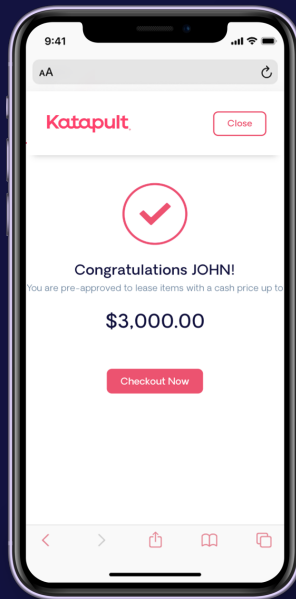 9:41
AA
Katapult
Close
Congratulations JOHN!
You are pre-approved to lease items with a cash price up to
$3,000.00
Checkout Now